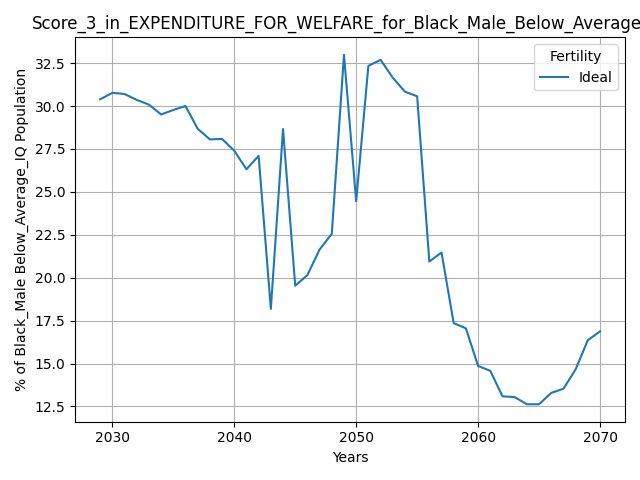 Score_3_in_EXPENDITURE_FOR_WELFARE_for_Black_Male_Below_Average
Fertility
Ideal
% of Black_Male Below_Average_IQ Population
32.5
30.0
27.5
25.0
22.5
20.0
17.5
15.0
12.5
2030 2040 2050 2060 2070
Years